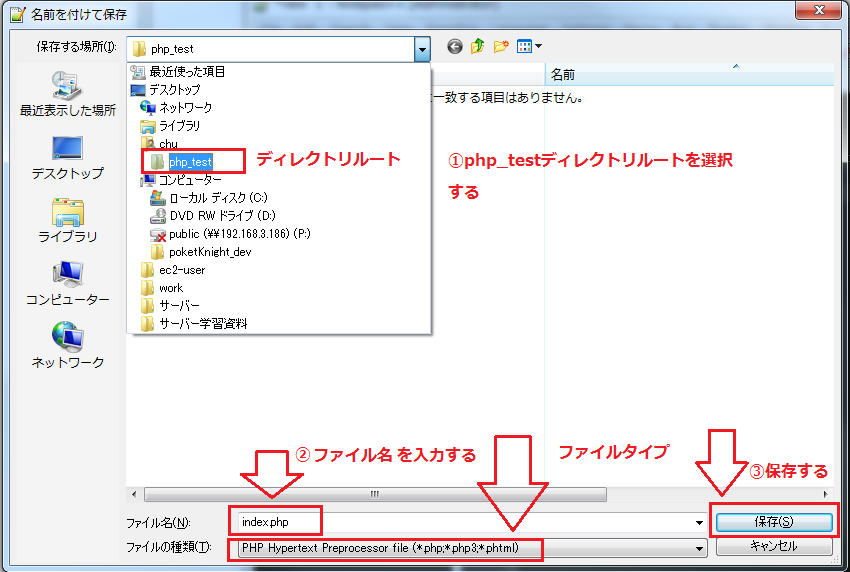 名前を付けて保存
保存する場所(I):
php_test
最近使った項目
デスクトップ
ネットワーク
ライブラリ
chu
php_test
コンピューター
ローカル ディスク (C:)
DVD RW ドライブ (D:)
public (¥¥192.168.3.186) (P:)
poketKnight_dev
ec2-user
work
サーバー
サーバー学習資料
ディレクトリルート
名前
一致する項目はありません。
①php_testディレクトリルートを選択
する
最近表示した場所
デスクトップ
ライブラリ
コンピューター
ネットワーク
② ファイル名 を入力する
ファイルタイプ
③保存する
ファイル名(N):
index.php
保存(S)
ファイルの種類(T):
PHP Hypertext Preprocessor file (*.php;*.php3;*.phtml)
キャンセル